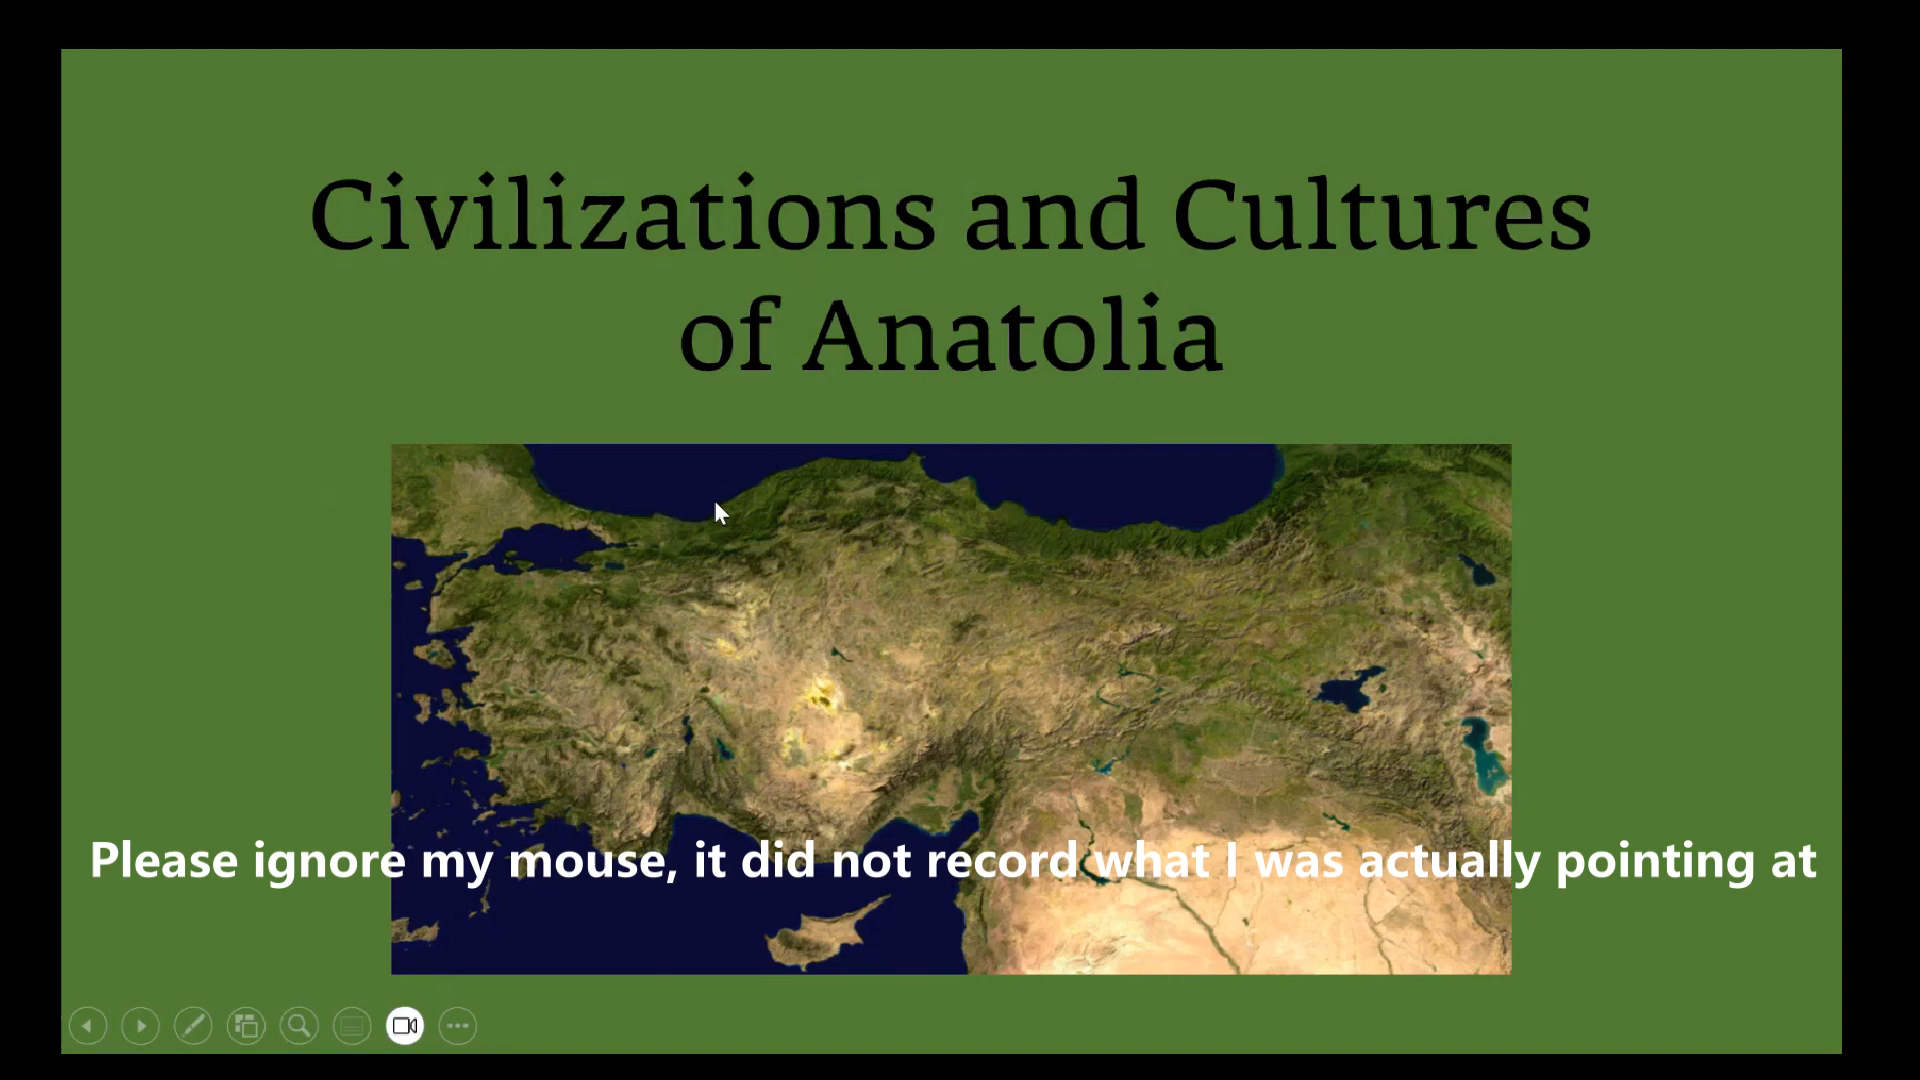 Civilizations and Cultures
of Anatolia
Please ignore my mouse, it did not record what I was actually pointing at